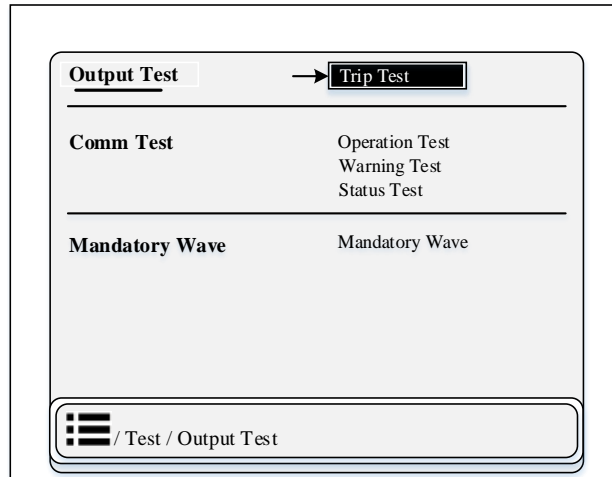 Output Test Trip Test
Comm Test Operation Test
Warning Test
Status Test
Mandatory Wave Mandatory Wave
/ Test / Output Test